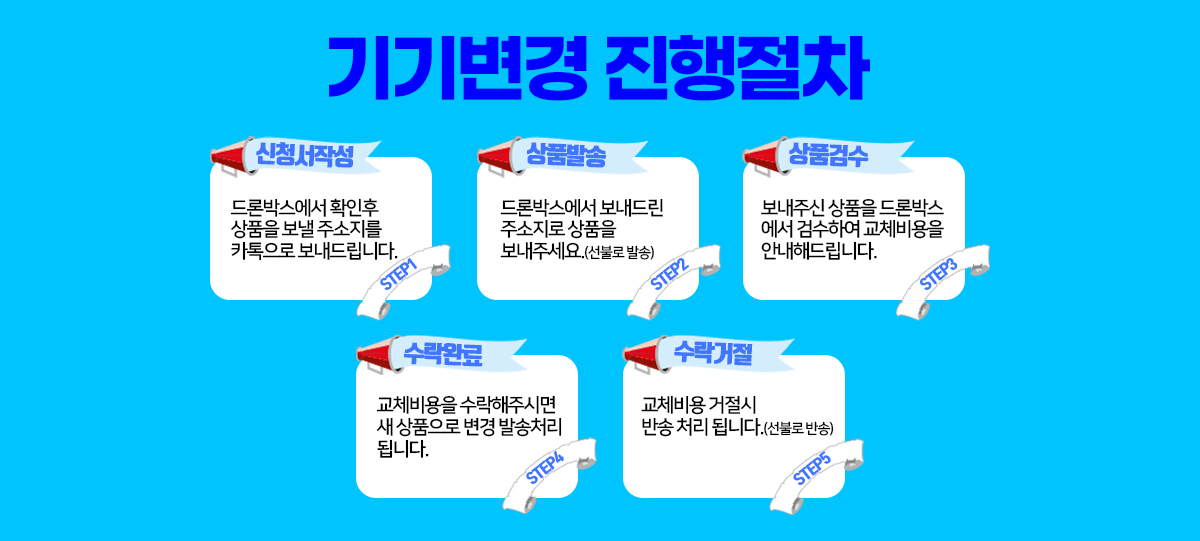 기기변경 진행절차
신청서작성
드론박스에서 확인후
상품을 보낼 주소지를
카톡으로 보내드립니다.
STEP1
상품발송
드론박스에서 보내드린
주소지로 상품을
보내주세요.(선불로 발송)
STEP2
상품검수
보내주신 상품을 드론박스
에서 검수하여 교체비용을
안내해드립니다.
STEP3
수락완료
교체비용을 수락해주시면
새 상품으로 변경 발송처리
됩니다.
STEP4
수락거절
교체비용 거절시
반송 처리 됩니다.(선불로 반송)
STEP5